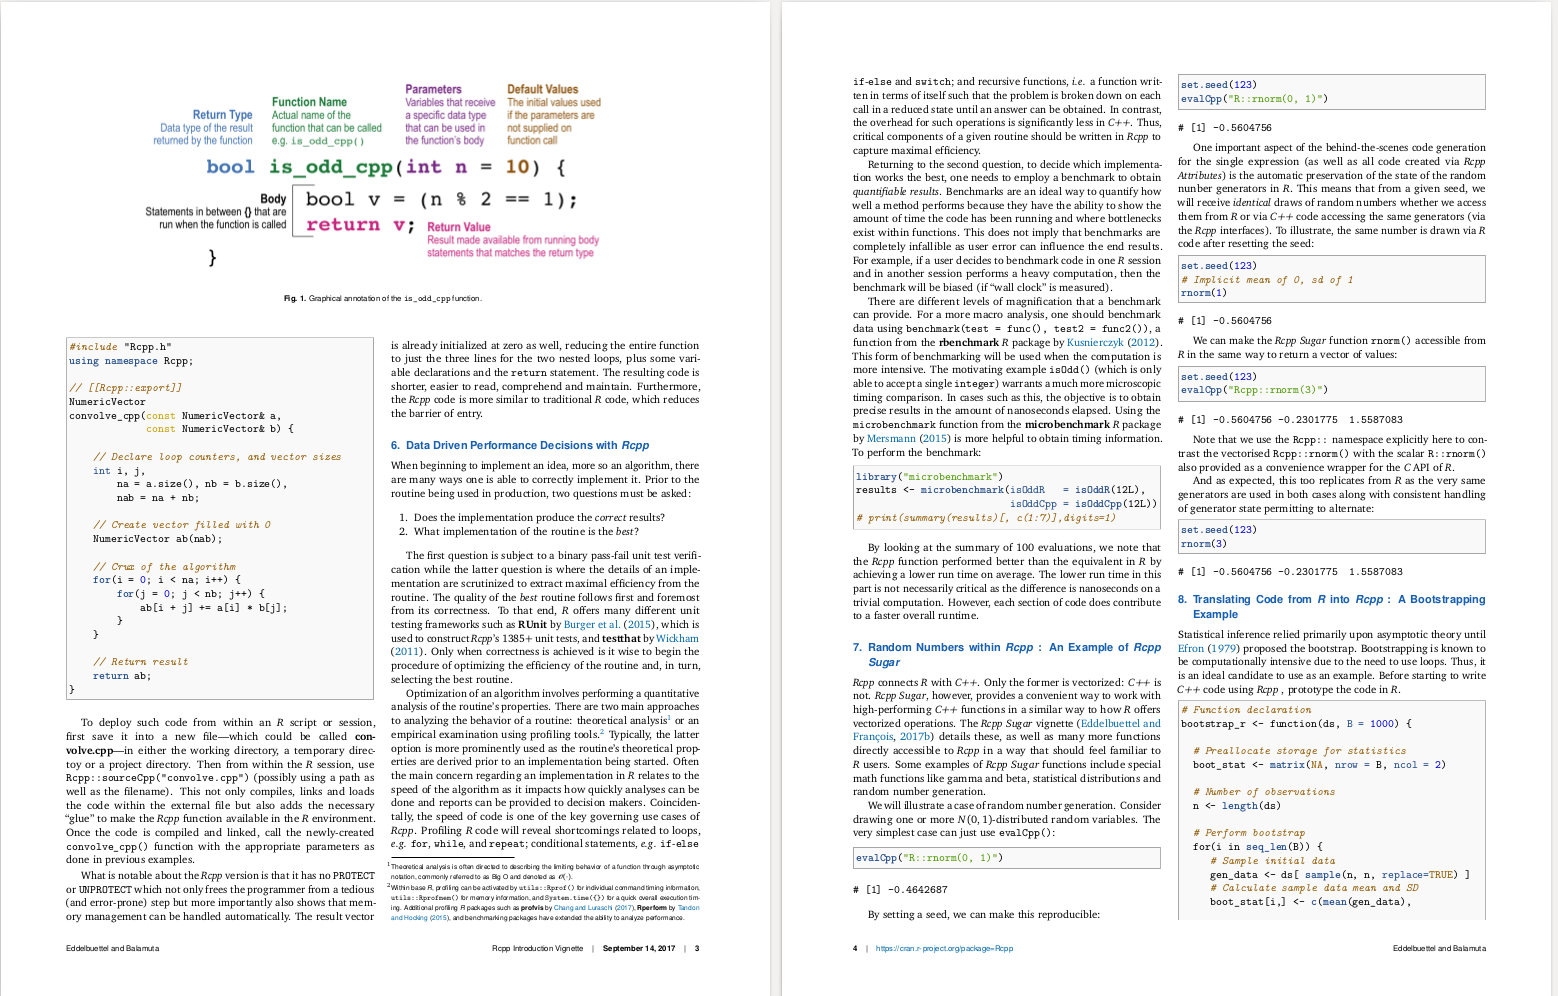 Return Type
Data type of the result
returned by the function
Function Name
Actual name of the
function that can be called
e.g. is_odd_cpp()
Parameters
Variables that receive
a specific data type
that can be used in
the function's body
Default Values
The initial values used
if the parameters are
not supplied on
function call
bool is_odd_cpp(int n = 10) {
Body
Statements in between {} that are
run when the function is called
bool v = (n % 2 == 1);
return v;
Return Value
Result made available from running body
statements that matches the return type
}
Fig. 1. Graphical annotation of the is_odd_cpp function.
#include "Rcpp.h"
using namespace Rcpp;
// [[Rcpp::export]]
NumericVector
convolve_cpp(const NumericVector& a,
const NumericVector& b) {
// Declare loop counters, and vector sizes
int i, j,
na = a.size(), nb = b.size(),
nab = na + nb;
// Create vector filled with 0
NumericVector ab(nab);
// Crux of the algorithm
for(i = 0; i < na; i++) {
for(j = 0; j < nb; j++) {
ab[i + j] += a[i] * b[j];
}
}
// Return result
return ab;
}
To deploy such code from within an R script or session,
first save it into a new file—which could be called con-
volve.cpp—in either the working directory, a temporary direc-
toy or a project directory. Then from within the R session, use
Rcpp::sourceCpp("convolve.cpp") (possibly using a path as
well as the filename). This not only compiles, links and loads
the code within the external file but also adds the necessary
“glue” to make the Rcpp function available in the R environment.
Once the code is compiled and linked, call the newly-created
convolve_cpp() function with the appropriate parameters as
done in previous examples.
What is notable about the Rcpp version is that it has no PROTECT
or UNPROTECT which not only frees the programmer from a tedious
(and error-prone) step but more importantly also shows that mem-
ory management can be handled automatically. The result vector
is already initialized at zero as well, reducing the entire function
to just the three lines for the two nested loops, plus some vari-
able declarations and the return statement. The resulting code is
shorter, easier to read, comprehend and maintain. Furthermore,
the Rcpp code is more similar to traditional R code, which reduces
the barrier of entry.
6. Data Driven Performance Decisions with Rcpp
When beginning to implement an idea, more so an algorithm, there
are many ways one is able to correctly implement it. Prior to the
routine being used in production, two questions must be asked:
1. Does the implementation produce the correct results?
2. What implementation of the routine is the best?
The first question is subject to a binary pass-fail unit test verifi-
cation while the latter question is where the details of an imple-
mentation are scrutinized to extract maximal efficiency from the
routine. The quality of the best routine follows first and foremost
from its correctness. To that end, R offers many different unit
testing frameworks such as RUnit by Burger et al. (2015), which is
used to construct Rcpp's 1385+ unit tests, and testthat by Wickham
(2011). Only when correctness is achieved is it wise to begin the
procedure of optimizing the efficiency of the routine and, in turn,
selecting the best routine.
Optimization of an algorithm involves performing a quantitative
analysis of the routine's properties. There are two main approaches
to analyzing the behavior of a routine: theoretical analysis1 or an
empirical examination using profiling tools.2 Typically, the latter
option is more prominently used as the routine's theoretical prop-
erties are derived prior to an implementation being started. Often
the main concern regarding an implementation in R relates to the
speed of the algorithm as it impacts how quickly analyses can be
done and reports can be provided to decision makers. Coinciden-
tally, the speed of code is one of the key governing use cases of
Rcpp. Profiling R code will reveal shortcomings related to loops,
e.g. for, while, and repeat; conditional statements, e.g. if-else
1Theoretical analysis is often directed to describing the limiting behavior of a function through asymptotic
notation, commonly referred to as Big O and denoted as 𝒪(·).
2Within base R, profiling can be activated by utils::Rprof() for individual command timing information,
utils::Rprofmem() for memory information, and System.time({}) for a quick overall execution tim-
ing. Additional profiling R packages such as profvis by Chang and Luraschi (2017), Rperform by Tandon
and Hocking (2015), and benchmarking packages have extended the ability to analyze performance.
Eddelbuettel and Balamuta
Rcpp Introduction Vignette | September 14, 2017 | 3
if-else and switch; and recursive functions, i.e. a function writ-
ten in terms of itself such that the problem is broken down on each
call in a reduced state until an answer can be obtained. In contrast,
the overhead for such operations is significantly less in C++. Thus,
critical components of a given routine should be written in Rcpp to
capture maximal efficiency.
Returning to the second question, to decide which implementa-
tion works the best, one needs to employ a benchmark to obtain
quantifiable results. Benchmarks are an ideal way to quantify how
well a method performs because they have the ability to show the
amount of time the code has been running and where bottlenecks
exist within functions. This does not imply that benchmarks are
completely infallible as user error can influence the end results.
For example, if a user decides to benchmark code in one R session
and in another session performs a heavy computation, then the
benchmark will be biased (if “wall clock” is measured).
There are different levels of magnification that a benchmark
can provide. For a more macro analysis, one should benchmark
data using benchmark(test = func(), test2 = func2()), a
function from the rbenchmark R package by Kusnierczyk (2012).
This form of benchmarking will be used when the computation is
more intensive. The motivating example isOdd() (which is only
able to accept a single integer) warrants a much more microscopic
timing comparison. In cases such as this, the objective is to obtain
precise results in the amount of nanoseconds elapsed. Using the
microbenchmark function from the microbenchmark R package
by Mersmann (2015) is more helpful to obtain timing information.
To perform the benchmark:
library("microbenchmark")
results <- microbenchmark(isOddR = isOddR(12L),
isOddCpp = isOddCpp(12L))
# print(summary(results)[, c(1:7)],digits=1)
By looking at the summary of 100 evaluations, we note that
the Rcpp function performed better than the equivalent in R by
achieving a lower run time on average. The lower run time in this
part is not necessarily critical as the difference is nanoseconds on a
trivial computation. However, each section of code does contribute
to a faster overall runtime.
7. Random Numbers within Rcpp : An Example of Rcpp
Sugar
Rcpp connects R with C++. Only the former is vectorized: C++ is
not. Rcpp Sugar, however, provides a convenient way to work with
high-performing C++ functions in a similar way to how R offers
vectorized operations. The Rcpp Sugar vignette (Eddelbuettel and
François, 2017b) details these, as well as many more functions
directly accessible to Rcpp in a way that should feel familiar to
R users. Some examples of Rcpp Sugar functions include special
math functions like gamma and beta, statistical distributions and
random number generation.
We will illustrate a case of random number generation. Consider
drawing one or more N(0,1)-distributed random variables. The
very simplest case can just use evalCpp():
evalCpp("R::rnorm(0, 1)")
# [1] -0.4642687
By setting a seed, we can make this reproducible:
set.seed(123)
evalCpp("R::rnorm(0, 1)")
# [1] -0.5604756
One important aspect of the behind-the-scenes code generation
for the single expression (as well as all code created via Rcpp
Attributes) is the automatic preservation of the state of the random
nunber generators in R. This means that from a given seed, we
will receive identical draws of random numbers whether we access
them from R or via C++ code accessing the same generators (via
the Rcpp interfaces). To illustrate, the same number is drawn via R
code after resetting the seed:
set.seed(123)
# Implicit mean of 0, sd of 1
rnorm(1)
# [1] -0.5604756
We can make the Rcpp Sugar function rnorm() accessible from
R in the same way to return a vector of values:
set.seed(123)
evalCpp("Rcpp::rnorm(3)")
# [1] -0.5604756 -0.2301775 1.5587083
Note that we use the Rcpp:: namespace explicitly here to con-
trast the vectorised Rcpp::rnorm() with the scalar R::rnorm()
also provided as a convenience wrapper for the C API of R.
And as expected, this too replicates from R as the very same
generators are used in both cases along with consistent handling
of generator state permitting to alternate:
set.seed(123)
rnorm(3)
# [1] -0.5604756 -0.2301775 1.5587083
8. Translating Code from R into Rcpp : A Bootstrapping
Example
Statistical inference relied primarily upon asymptotic theory until
Efron (1979) proposed the bootstrap. Bootstrapping is known to
be computationally intensive due to the need to use loops. Thus, it
is an ideal candidate to use as an example. Before starting to write
C++ code using Rcpp , prototype the code in R.
# Function declaration
bootstrap_r <- function(ds, B = 1000) {
# Preallocate storage for statistics
boot_stat <- matrix(NA, nrow = B, ncol = 2)
# Number of observations
n <- length(ds)
# Perform bootstrap
for(i in seq_len(B)) {
# Sample initial data
gen_data <- ds[ sample(n, n, replace=TRUE) ]
# Calculate sample data mean and SD
boot_stat[i,] <- c(mean(gen_data),
4 | https://cran.r-project.org/package=Rcpp
Eddelbuettel and Balamuta